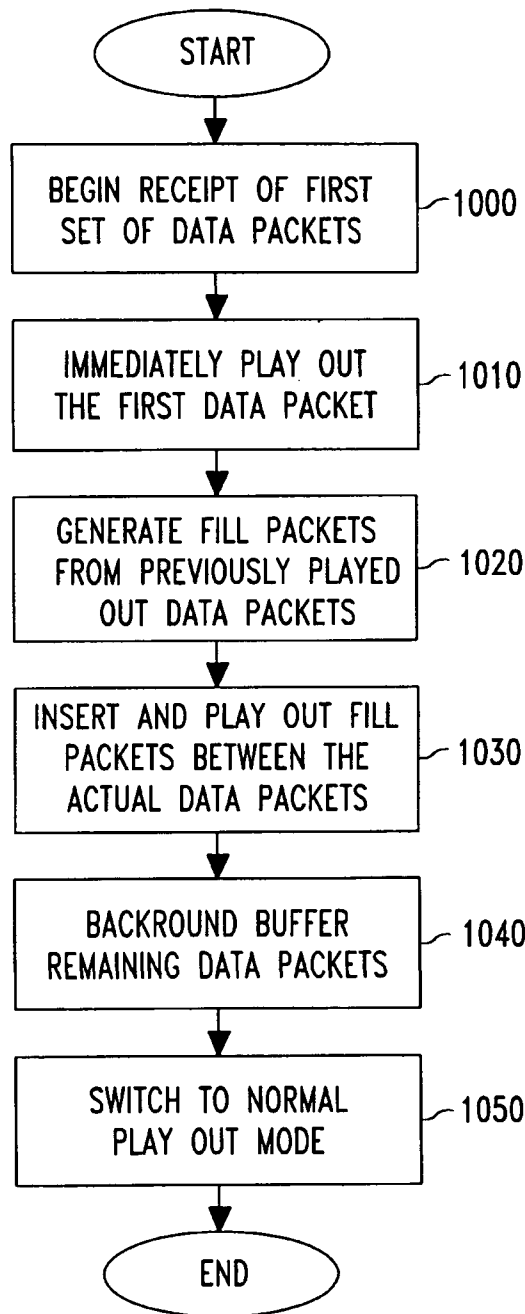 START
BEGIN RECEIPT OF FIRST
SET OF DATA PACKETS
1000
IMMEDIATELY PLAY OUT
THE FIRST DATA PACKET
1010
GENERATE FILL PACKETS
FROM PREVIOUSLY PLAYED
OUT DATA PACKETS
1020
INSERT AND PLAY OUT FILL
PACKETS BETWEEN THE
ACTUAL DATA PACKETS
1030
BACKROUND BUFFER
REMAINING DATA PACKETS
1040
SWITCH TO NORMAL
PLAY OUT MODE
1050
END